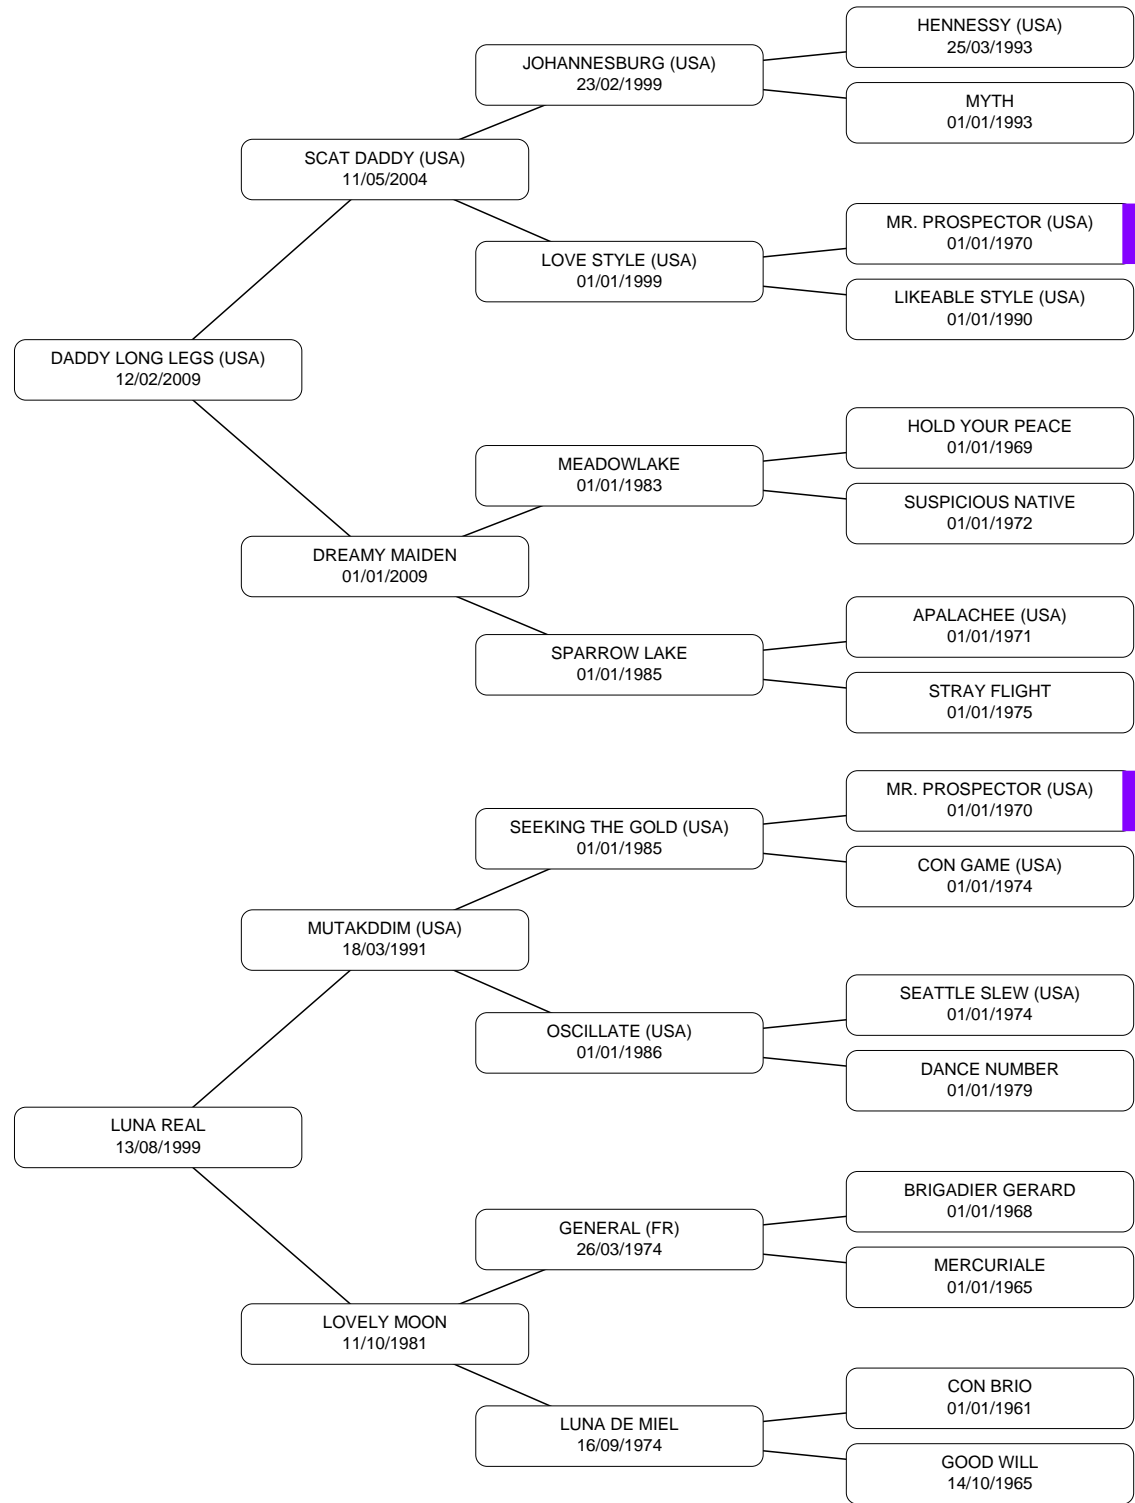 HENNESSY (USA)
25/03/1993
JOHANNESBURG (USA)
23/02/1999
MYTH
01/01/1993
SCAT DADDY (USA)
11/05/2004
MR. PROSPECTOR (USA)
01/01/1970
LOVE STYLE (USA)
01/01/1999
LIKEABLE STYLE (USA)
01/01/1990
DADDY LONG LEGS (USA)
12/02/2009
HOLD YOUR PEACE
01/01/1969
MEADOWLAKE
01/01/1983
SUSPICIOUS NATIVE
01/01/1972
DREAMY MAIDEN
01/01/2009
APALACHEE (USA)
01/01/1971
SPARROW LAKE
01/01/1985
STRAY FLIGHT
01/01/1975
MR. PROSPECTOR (USA)
01/01/1970
SEEKING THE GOLD (USA)
01/01/1985
CON GAME (USA)
01/01/1974
MUTAKDDIM (USA)
18/03/1991
SEATTLE SLEW (USA)
01/01/1974
OSCILLATE (USA)
01/01/1986
DANCE NUMBER
01/01/1979
LUNA REAL
13/08/1999
BRIGADIER GERARD
01/01/1968
GENERAL (FR)
26/03/1974
MERCURIALE
01/01/1965
LOVELY MOON
11/10/1981
CON BRIO
01/01/1961
LUNA DE MIEL
16/09/1974
GOOD WILL
14/10/1965